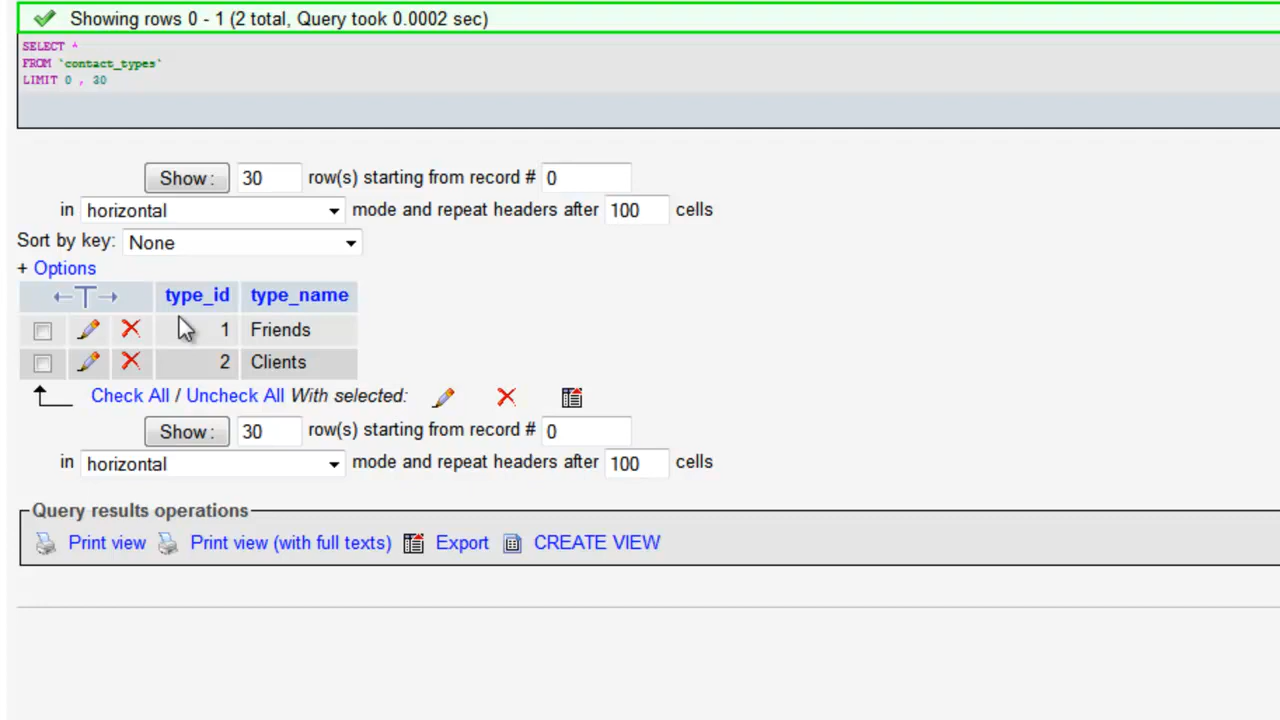 Showing rows 0 - 1 (2 total, Query took 0.0002 sec)
SELECT *
FROM `contact_types`
LIMIT 0 , 30
Show : 30 row(s) starting from record # 0
in horizontal mode and repeat headers after 100 cells
Sort by key: None
+ Options
←T→ type_id type_name
1 Friends
2 Clients
Check All / Uncheck All With selected:
Show : 30 row(s) starting from record # 0
in horizontal mode and repeat headers after 100 cells
Query results operations
Print view Print view (with full texts) Export CREATE VIEW